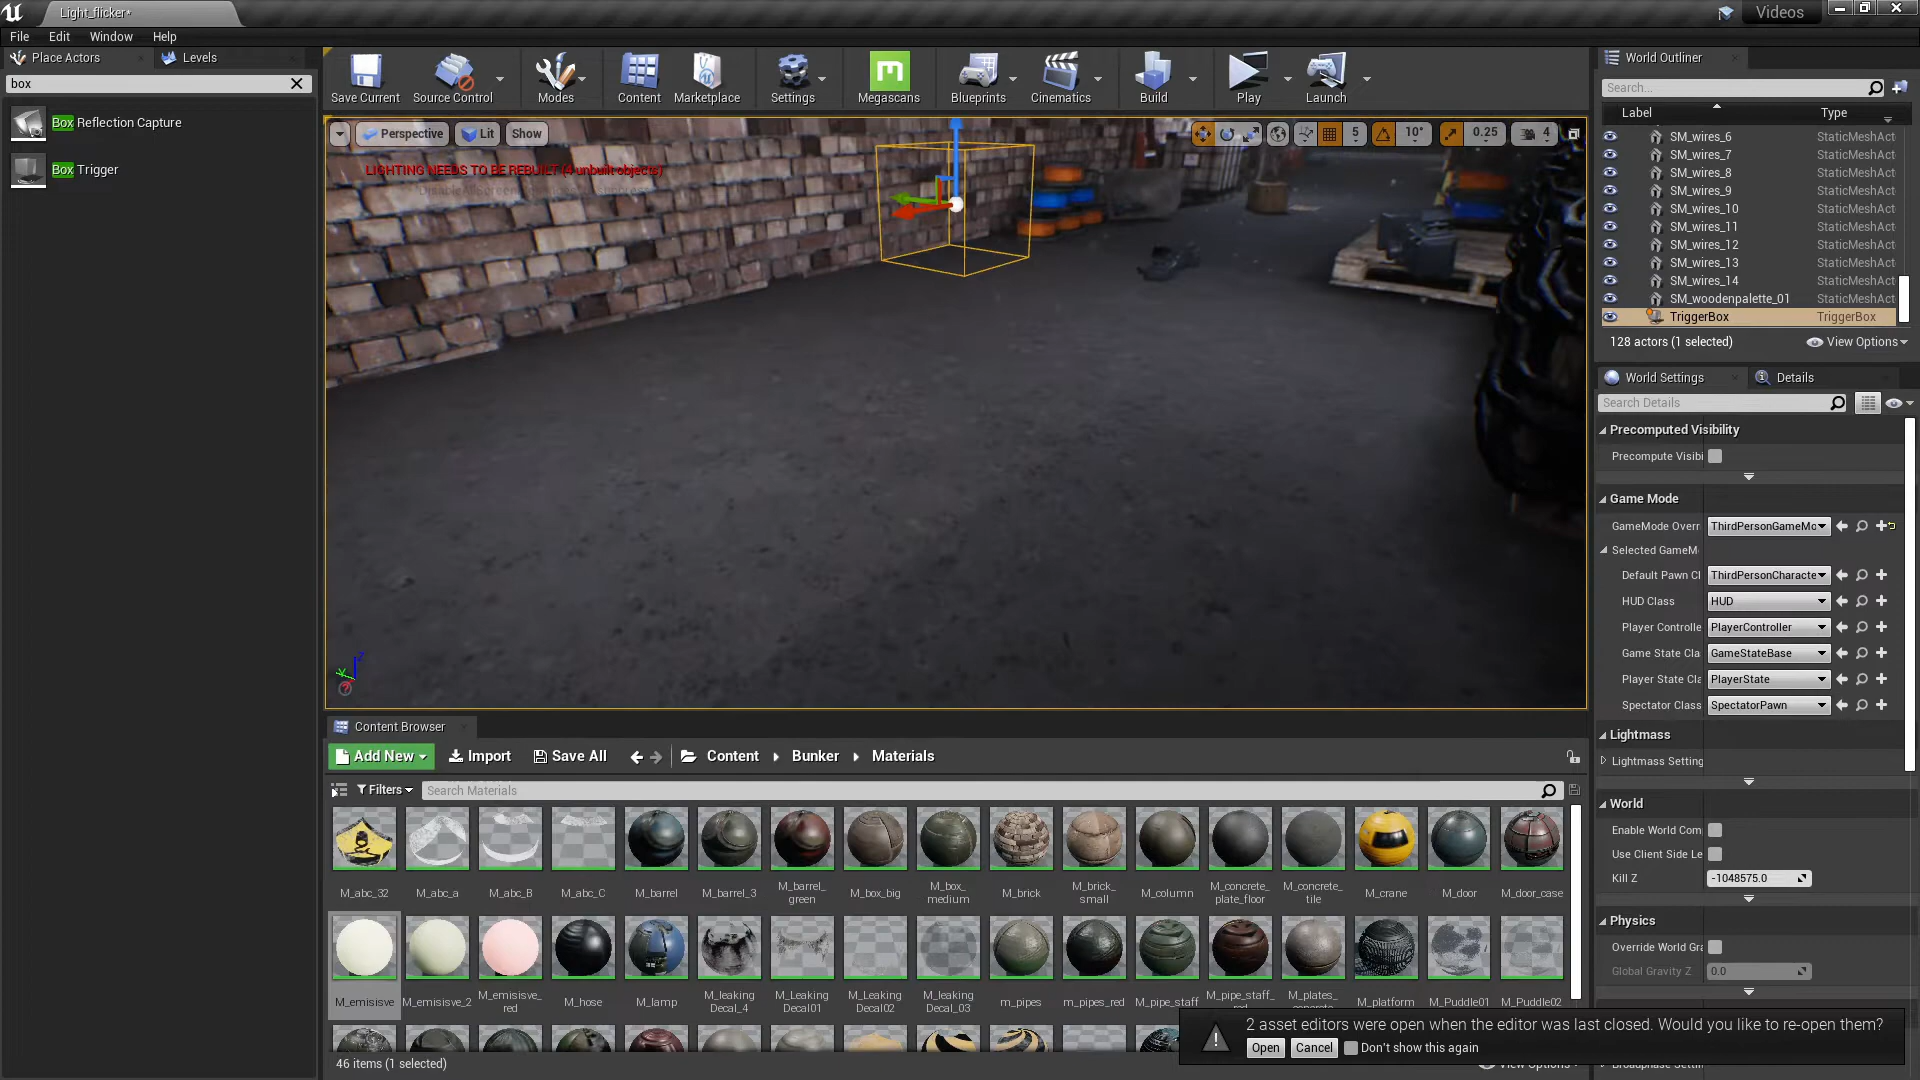 Light_flicker*
Videos
File Edit Window Help
Place Actors
Levels
box
Box Reflection Capture
Box Trigger
Save Current
Source Control
Modes
Content
Marketplace
Settings
Megascans
Blueprints
Cinematics
Build
Play
Launch
Perspective
Lit
Show
5
10°
0.25
4
LIGHTING NEEDS TO BE REBUILT (4 unbuilt objects)
World Outliner
Search...
Label
Type
SM_wires_6 StaticMeshAct
SM_wires_7 StaticMeshAct
SM_wires_8 StaticMeshAct
SM_wires_9 StaticMeshAct
SM_wires_10 StaticMeshAct
SM_wires_11 StaticMeshAct
SM_wires_12 StaticMeshAct
SM_wires_13 StaticMeshAct
SM_wires_14 StaticMeshAct
SM_woodenpalette_01 StaticMeshAct
TriggerBox TriggerBox
128 actors (1 selected)
View Options
World Settings
Details
Search Details
Precomputed Visibility
Precompute Visibi
Game Mode
GameMode Overr ThirdPersonGameMo
Selected GameM
Default Pawn Cl ThirdPersonCharacte
HUD Class HUD
Player Controlle PlayerController
Game State Cla GameStateBase
Player State Cla PlayerState
Spectator Class SpectatorPawn
Lightmass
Lightmass Setting
World
Enable World Com
Use Client Side Le
Kill Z -1048575.0
Physics
Override World Gra
Global Gravity Z 0.0
Content Browser
Add New
Import
Save All
Content
Bunker
Materials
Filters
Search Materials
M_abc_32
M_abc_a
M_abc_B
M_abc_C
M_barrel
M_barrel_3
M_barrel_
green
M_box_big
M_box_
medium
M_brick
M_brick_
small
M_column
M_concrete_
plate_floor
M_concrete_
tile
M_crane
M_door
M_door_case
M_emisisve
M_emisisve_2
M_emisisve_
red
M_hose
M_lamp
M_leaking
Decal_4
M_Leaking
Decal01
M_Leaking
Decal02
M_leaking
Decal_03
m_pipes
m_pipes_red
M_pipe_staff
M_pipe_staff_
M_plates_
M_platform
M_Puddle01
M_Puddle02
46 items (1 selected)
2 asset editors were open when the editor was last closed. Would you like to re-open them?
Open
Cancel
Don't show this again